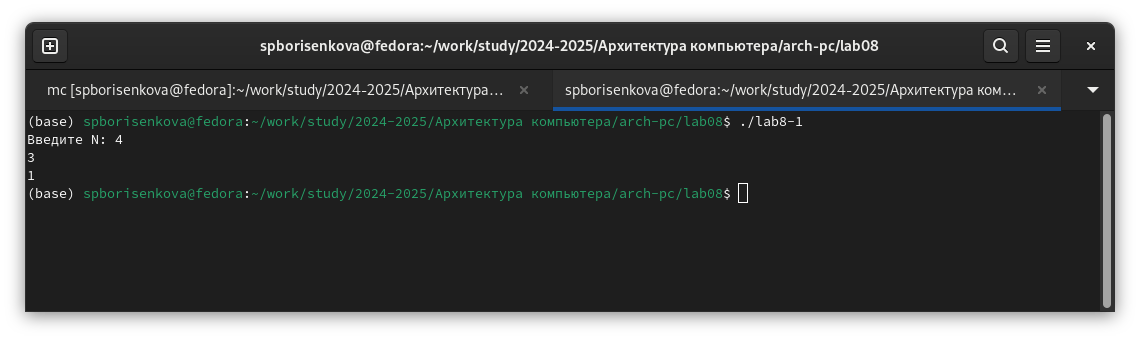 spborisenkova@fedora:~/work/study/2024-2025/Архитектура компьютера/arch-pc/lab08
mc [spborisenkova@fedora]:~/work/study/2024-2025/Архитектура...
spborisenkova@fedora:~/work/study/2024-2025/Архитектура ком...
(base) spborisenkova@fedora:~/work/study/2024-2025/Архитектура компьютера/arch-pc/lab08$ ./lab8-1
Введите N: 4
3
1
(base) spborisenkova@fedora:~/work/study/2024-2025/Архитектура компьютера/arch-pc/lab08$